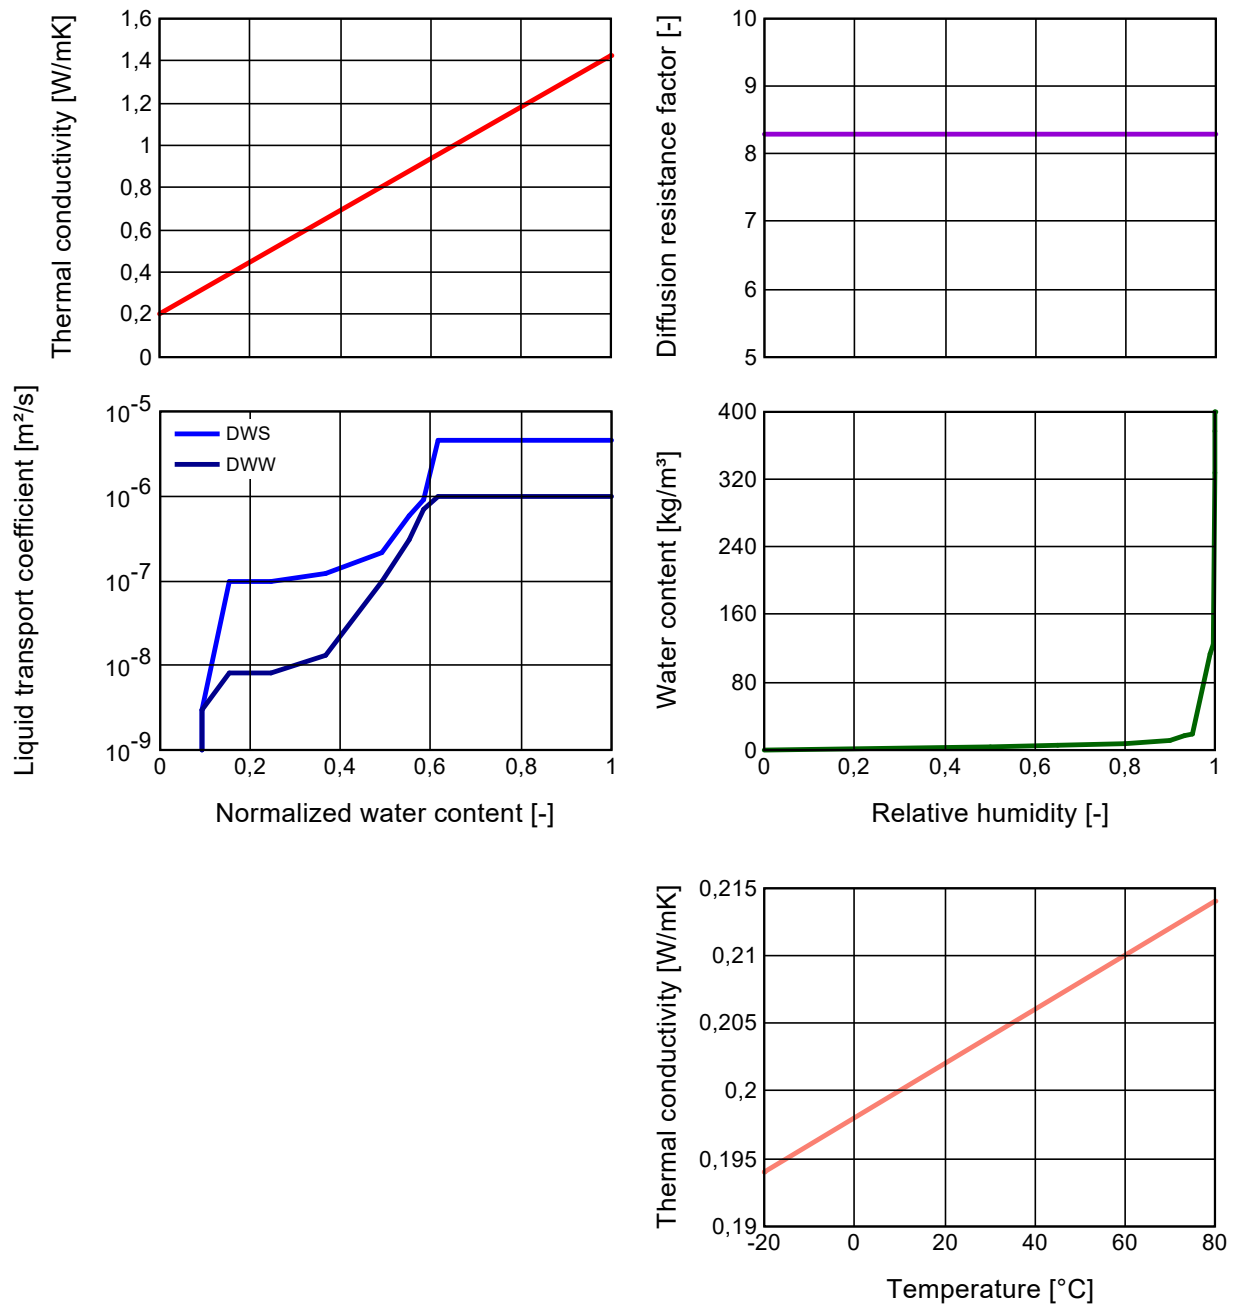 Thermal conductivity [W/mK]
1,6
1,4
1,2
1
0,8
0,6
0,4
0,2
0
Diffusion resistance factor [-]
10
9
8
7
6
5
Liquid transport coefficient [m²/s]
10-5
10-6
10-7
10-8
10-9
DWS
DWW
0 0,2 0,4 0,6 0,8 1
Normalized water content [-]
Water content [kg/m³]
400
320
240
160
80
0
0 0,2 0,4 0,6 0,8 1
Relative humidity [-]
Thermal conductivity [W/mK]
0,215
0,21
0,205
0,2
0,195
0,19
-20 0 20 40 60 80
Temperature [°C]